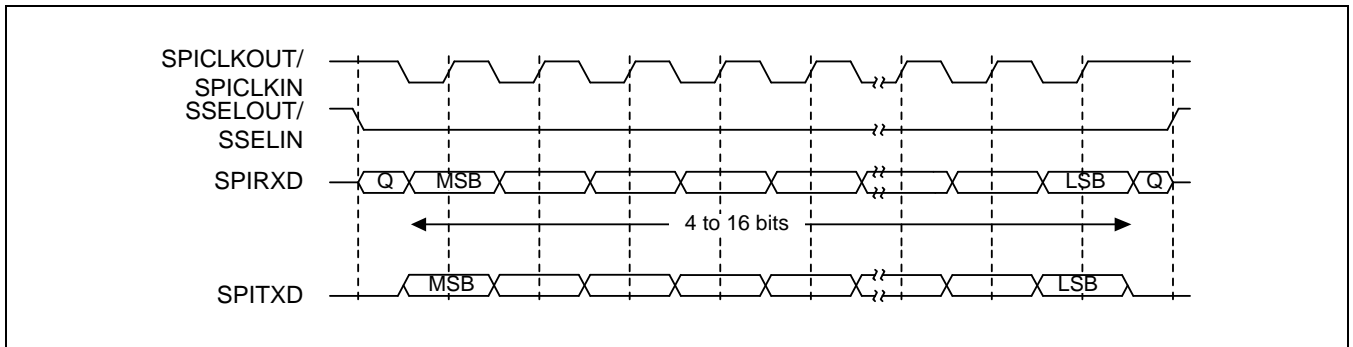 SPICLKOUT/
SPICLKIN
SSELOUT/
SSELIN
SPIRXD
Q MSB LSB Q
4 to 16 bits
SPITXD
MSB LSB